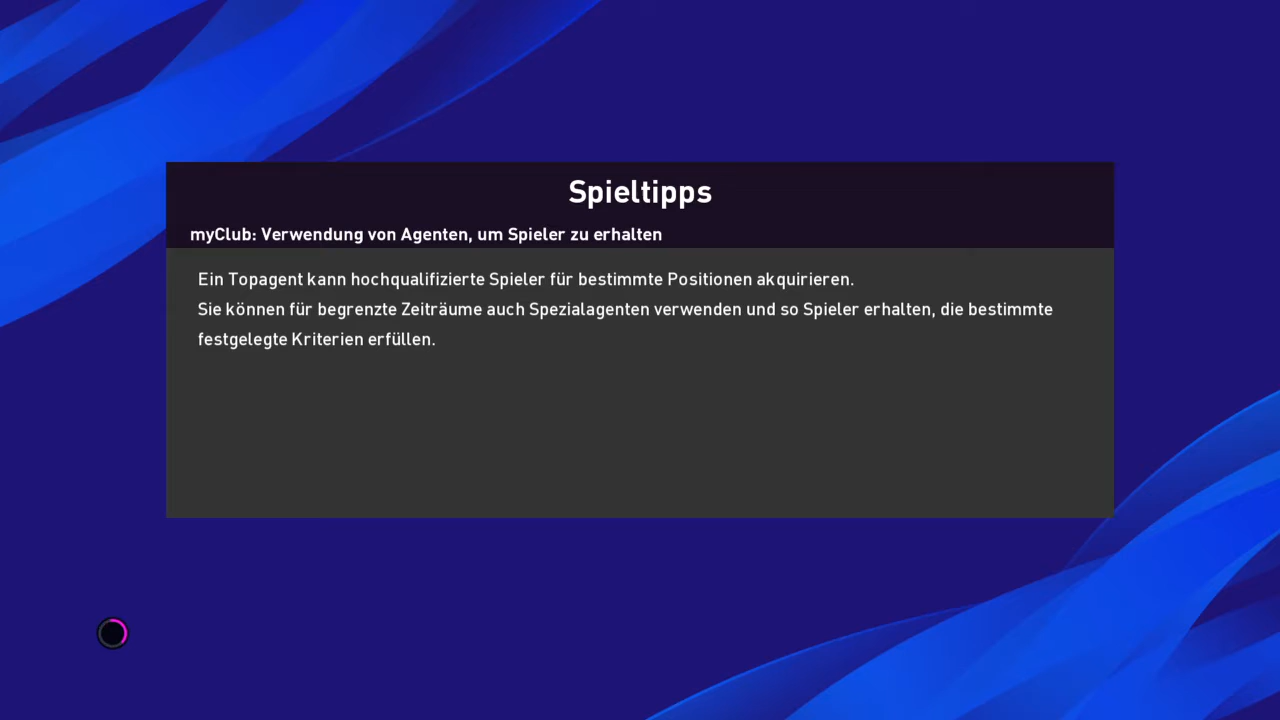 Spieltipps
myClub: Verwendung von Agenten, um Spieler zu erhalten
Ein Topagent kann hochqualifizierte Spieler für bestimmte Positionen akquirieren.
Sie können für begrenzte Zeiträume auch Spezialagenten verwenden und so Spieler erhalten, die bestimmte
festgelegte Kriterien erfüllen.